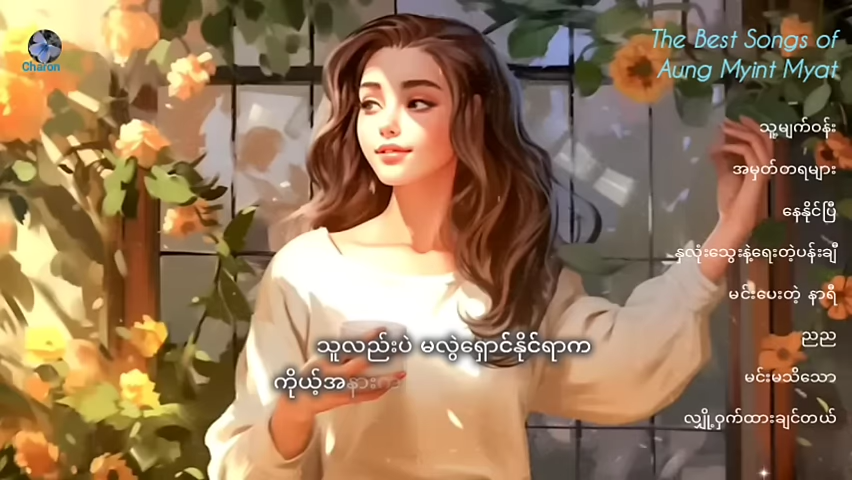 Charon
The Best Songs of
Aung Myint Myat
သူ့မျက်ဝန်း
အမှတ်တရများ
နေနိုင်ပြီ
နှလုံးသွေးနဲ့ရေးတဲ့ပန်းချီ
မင်းပေးတဲ့ နာရီ
ညည
မင်းမသိသော
လျှို့ဝှက်ထားချင်တယ်
သူလည်းပဲ မလွဲရှောင်နိုင်ရာက
ကိုယ့်အနားက